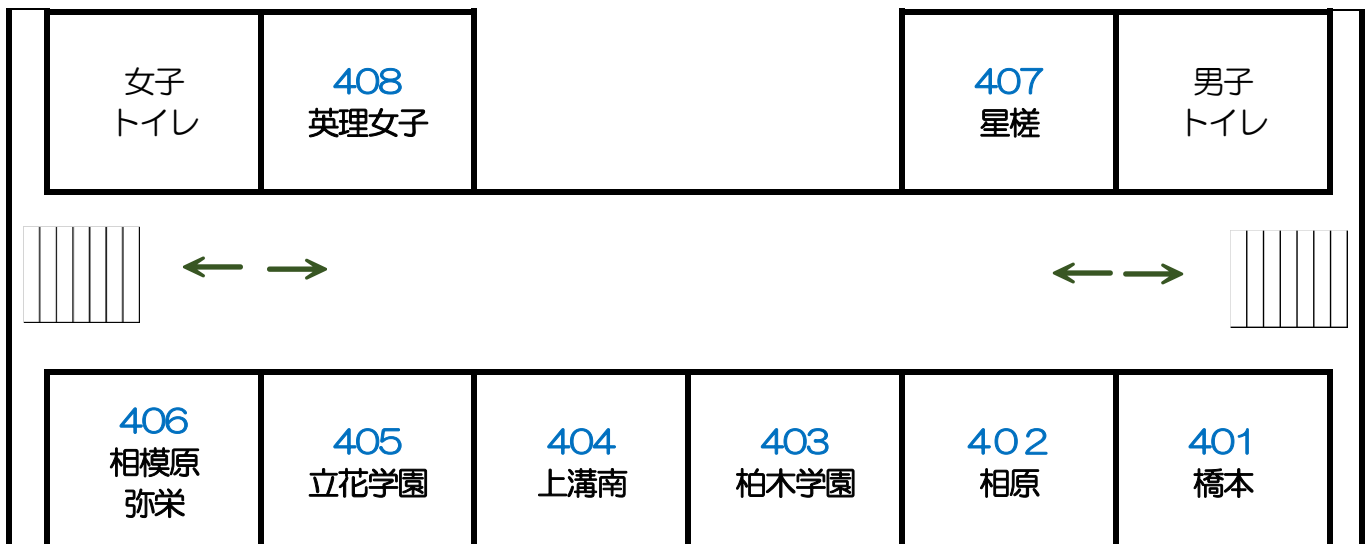 女子
トイレ
408
英理女子
407
星槎
男子
トイレ
406
相模原
弥栄
405
立花学園
404
上溝南
403
柏木学園
402
相原
401
橋本